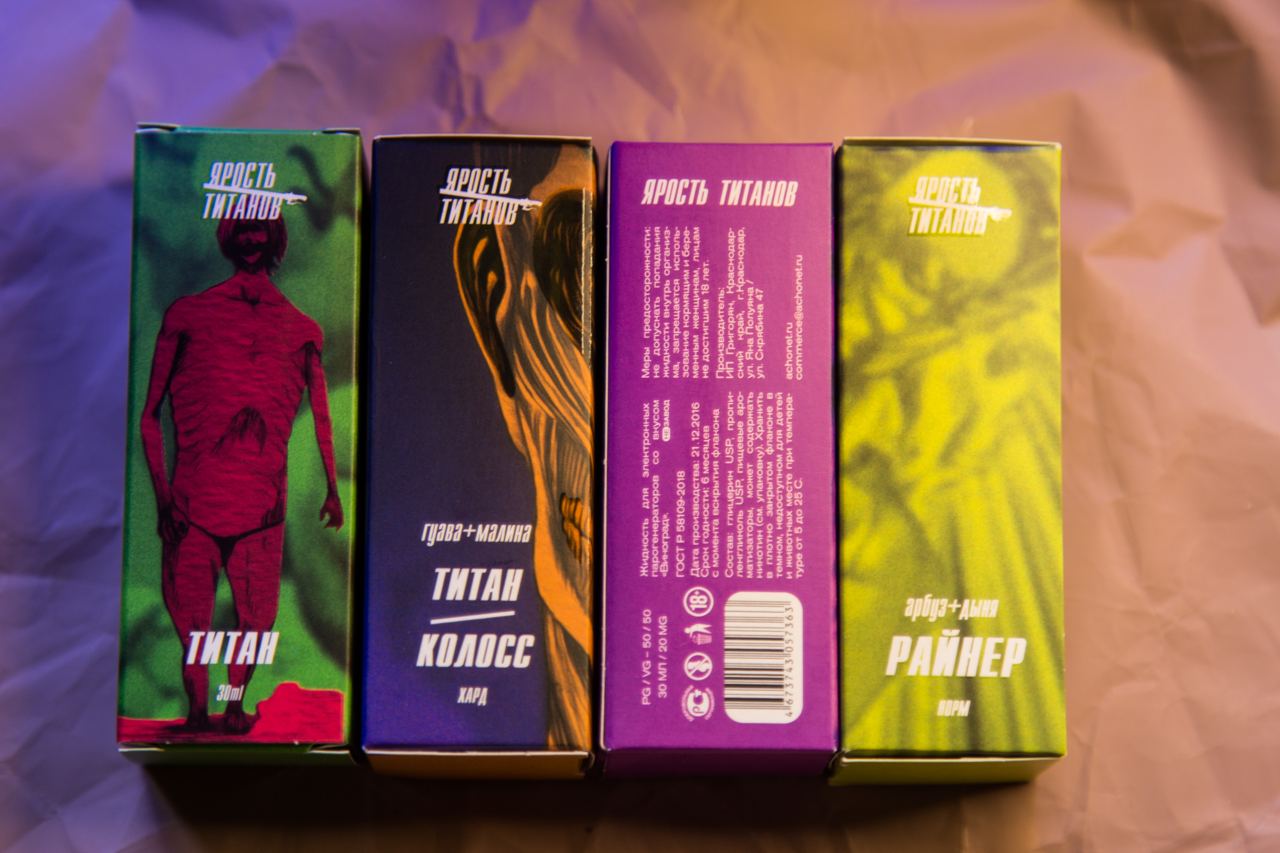 ЯРОСТЬ
ТИТАНОВ
ТИТАН
30ml
ЯРОСТЬ
ТИТАНОВ
гуава+малина
ТИТАН
КОЛОСС
ХАРД
ЯРОСТЬ ТИТАНОВ
Меры предосторожности:
не допускать попадания
жидкости внутрь организ-
ма, запрещается исполь-
зование кормящим и бере-
менным женщинам, лицам
не достигшим 18 лет.
Производитель:
ИП Григорян, Краснодар-
ский край, г.Краснодар,
ул. Яна Полуяна /
ул. Скрябина 47
achonet.ru
commerce@achonet.ru
Жидкость для электронных
парогенераторов со вкусом
«Виноград».
ЗАВОД
ГОСТ Р 58109-2018
Дата производства: 21.12.2016
Срок годности: 6 месяцев
с момента вскрытия флакона
Состав: глицерин USP, пропи-
ленгликоль USP, пищевые аро-
матизаторы, может содержать
никотин (см. упаковку). Хранить
в плотно закрытом флаконе в
темном, недоступном для детей
и животных месте при темпера-
туре от 5 до 25 С.
PG / VG – 50 / 50
30 МЛ / 20 MG
18+
4 673743 057363
ЯРОСТЬ
ТИТАНОВ
арбуз+дыня
РАЙНЕР
НОРМ